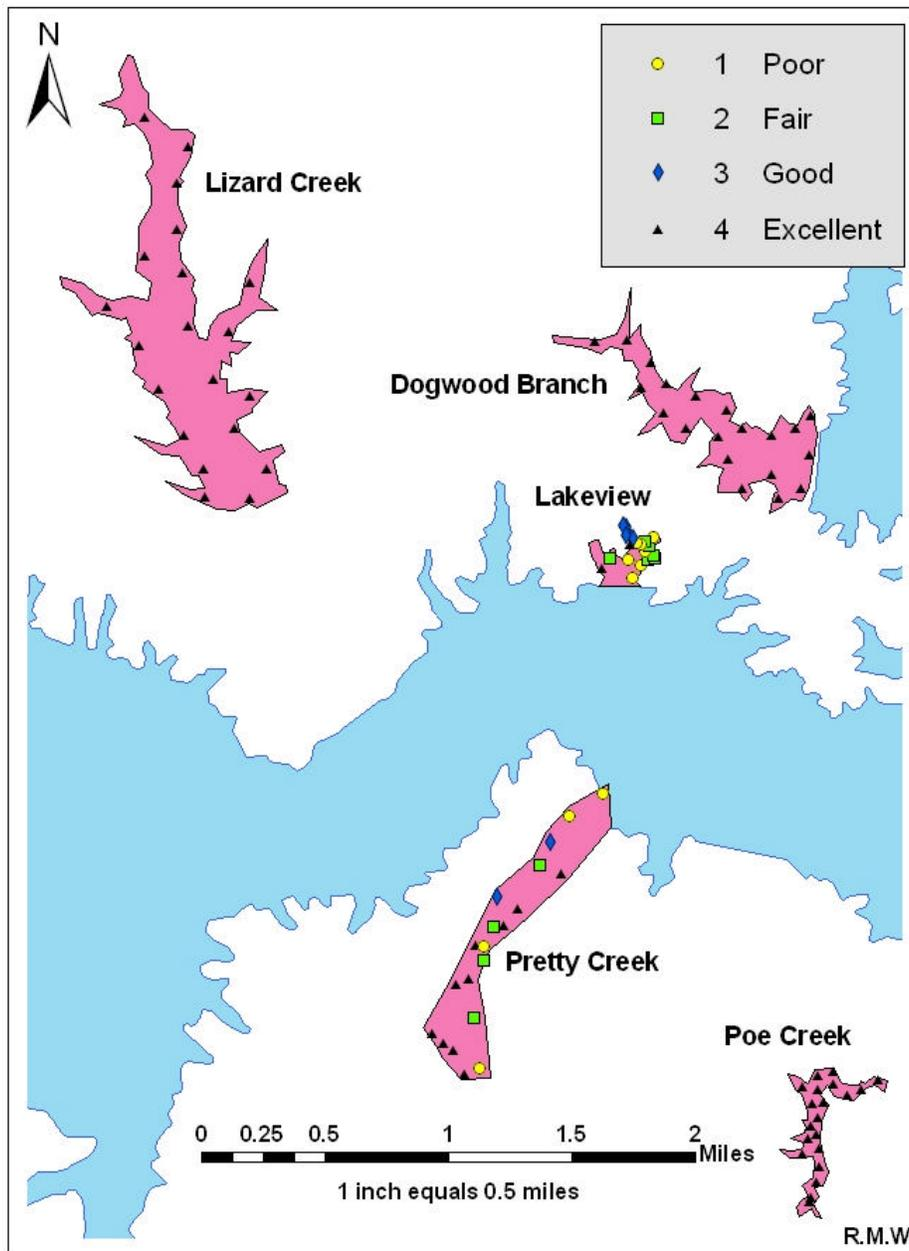 N
1 Poor
2 Fair
3 Good
4 Excellent
Lizard Creek
Dogwood Branch
Lakeview
Pretty Creek
Poe Creek
0 0.25 0.5 1 1.5 2
Miles
1 inch equals 0.5 miles
R.M.W